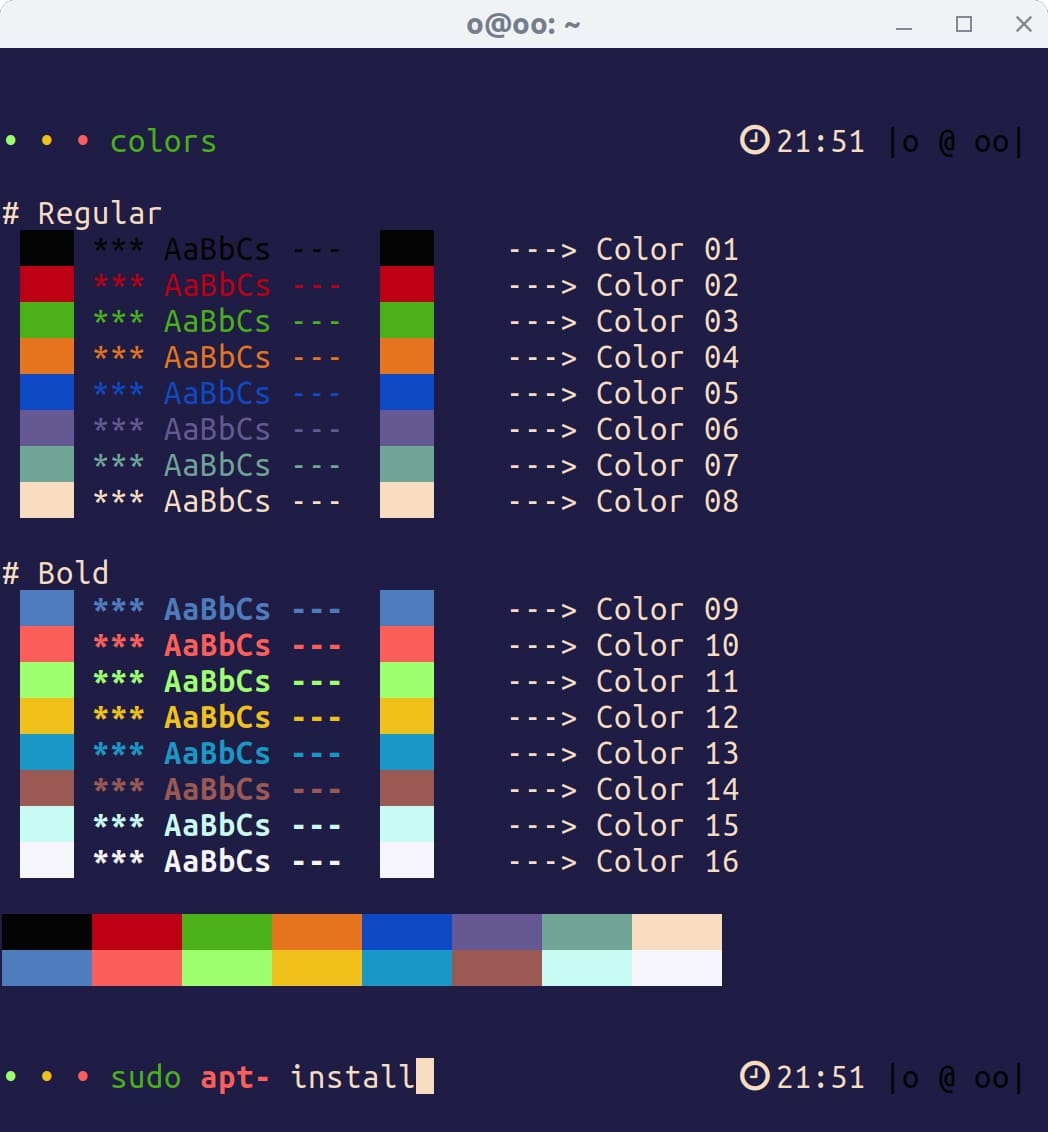 o@oo: ~
• • • colors 21:51 |o @ oo|
# Regular
*** AaBbCs --- ---> Color 01
*** AaBbCs --- ---> Color 02
*** AaBbCs --- ---> Color 03
*** AaBbCs --- ---> Color 04
*** AaBbCs --- ---> Color 05
*** AaBbCs --- ---> Color 06
*** AaBbCs --- ---> Color 07
*** AaBbCs --- ---> Color 08
# Bold
*** AaBbCs --- ---> Color 09
*** AaBbCs --- ---> Color 10
*** AaBbCs --- ---> Color 11
*** AaBbCs --- ---> Color 12
*** AaBbCs --- ---> Color 13
*** AaBbCs --- ---> Color 14
*** AaBbCs --- ---> Color 15
*** AaBbCs --- ---> Color 16
• • • sudo apt- install 21:51 |o @ oo|